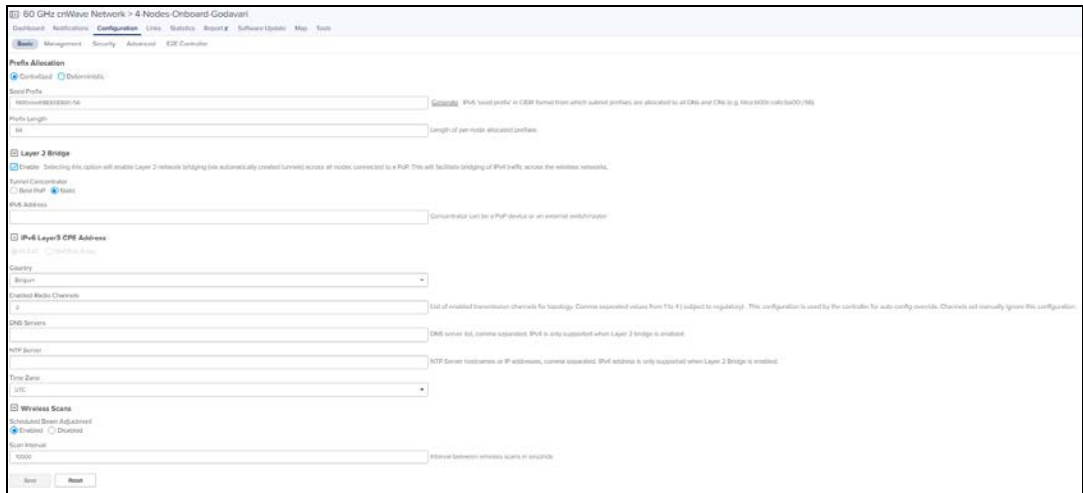 60 GHz cnWave Network > 4-Nodes-Onboard-Godavari
Dashboard Notifications Configuration Links Statistics Report Software Update Map Tools
Basic Management Security Advanced E2E Controller
Prefix Allocation
Centralized Deterministic
Seed Prefix
Generate IPv6 'seed prefix' in CIDR format from which subnet prefixes are allocated to all DNs and CNs (e.g.
Prefix Length
64 Length of per-node allocated prefixes
Layer 2 Bridge
Enable Selecting this option will enable Layer 2 network bridging (via automatically created tunnels) across all nodes connected to a PoP. This will facilitate bridging of IPv4 traffic across the wireless networks.
Tunnel Concentrator
Best PoP Static
IPv6 Address
Concentrator can be a PoP device or an external switch/router
IPv6 Layer3 CPE Address
Country
Belgium
Enabled Radio Channels
2 List of enabled transmission channels for topology. Comma separated values from 1 to 4 ( subject to regulatory) . This configuration is used by the controller for auto config override. Channels set manually ignore this configuration.
DNS Servers
DNS server list, comma separated. IPv4 is only supported when Layer 2 bridge is enabled
NTP Server
NTP Server hostnames or IP addresses, comma separated. IPv4 address is only supported when Layer 2 Bridge is enabled.
Time Zone
UTC
Wireless Scans
Scheduled Beam Adjustment
Enabled Disabled
Scan Interval
10000 Interval between wireless scans in seconds
Save Reset